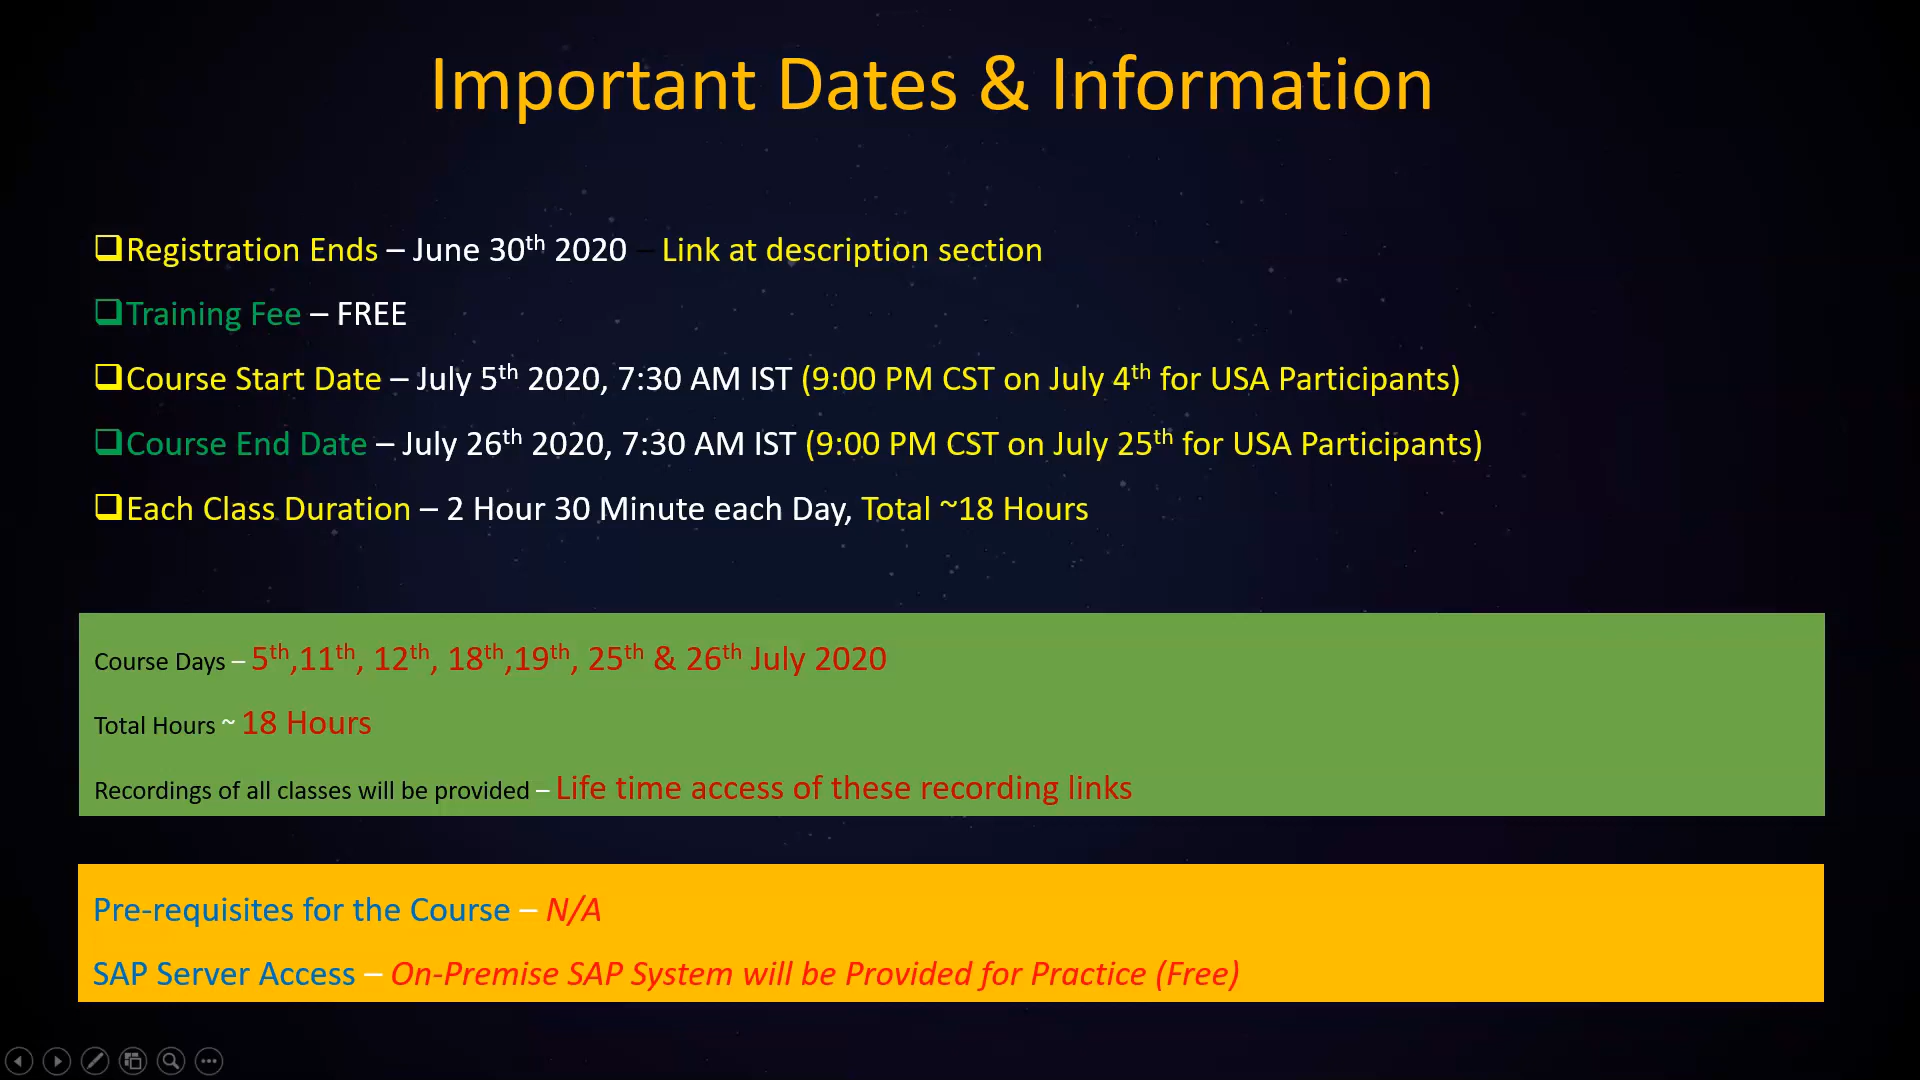 Important Dates & Information
Registration Ends – June 30th 2020 – Link at description section
Training Fee – FREE
Course Start Date – July 5th 2020, 7:30 AM IST (9:00 PM CST on July 4th for USA Participants)
Course End Date – July 26th 2020, 7:30 AM IST (9:00 PM CST on July 25th for USA Participants)
Each Class Duration – 2 Hour 30 Minute each Day, Total ~18 Hours
Course Days – 5th,11th, 12th, 18th,19th, 25th & 26th July 2020
Total Hours ~ 18 Hours
Recordings of all classes will be provided – Life time access of these recording links
Pre-requisites for the Course – N/A
SAP Server Access – On-Premise SAP System will be Provided for Practice (Free)